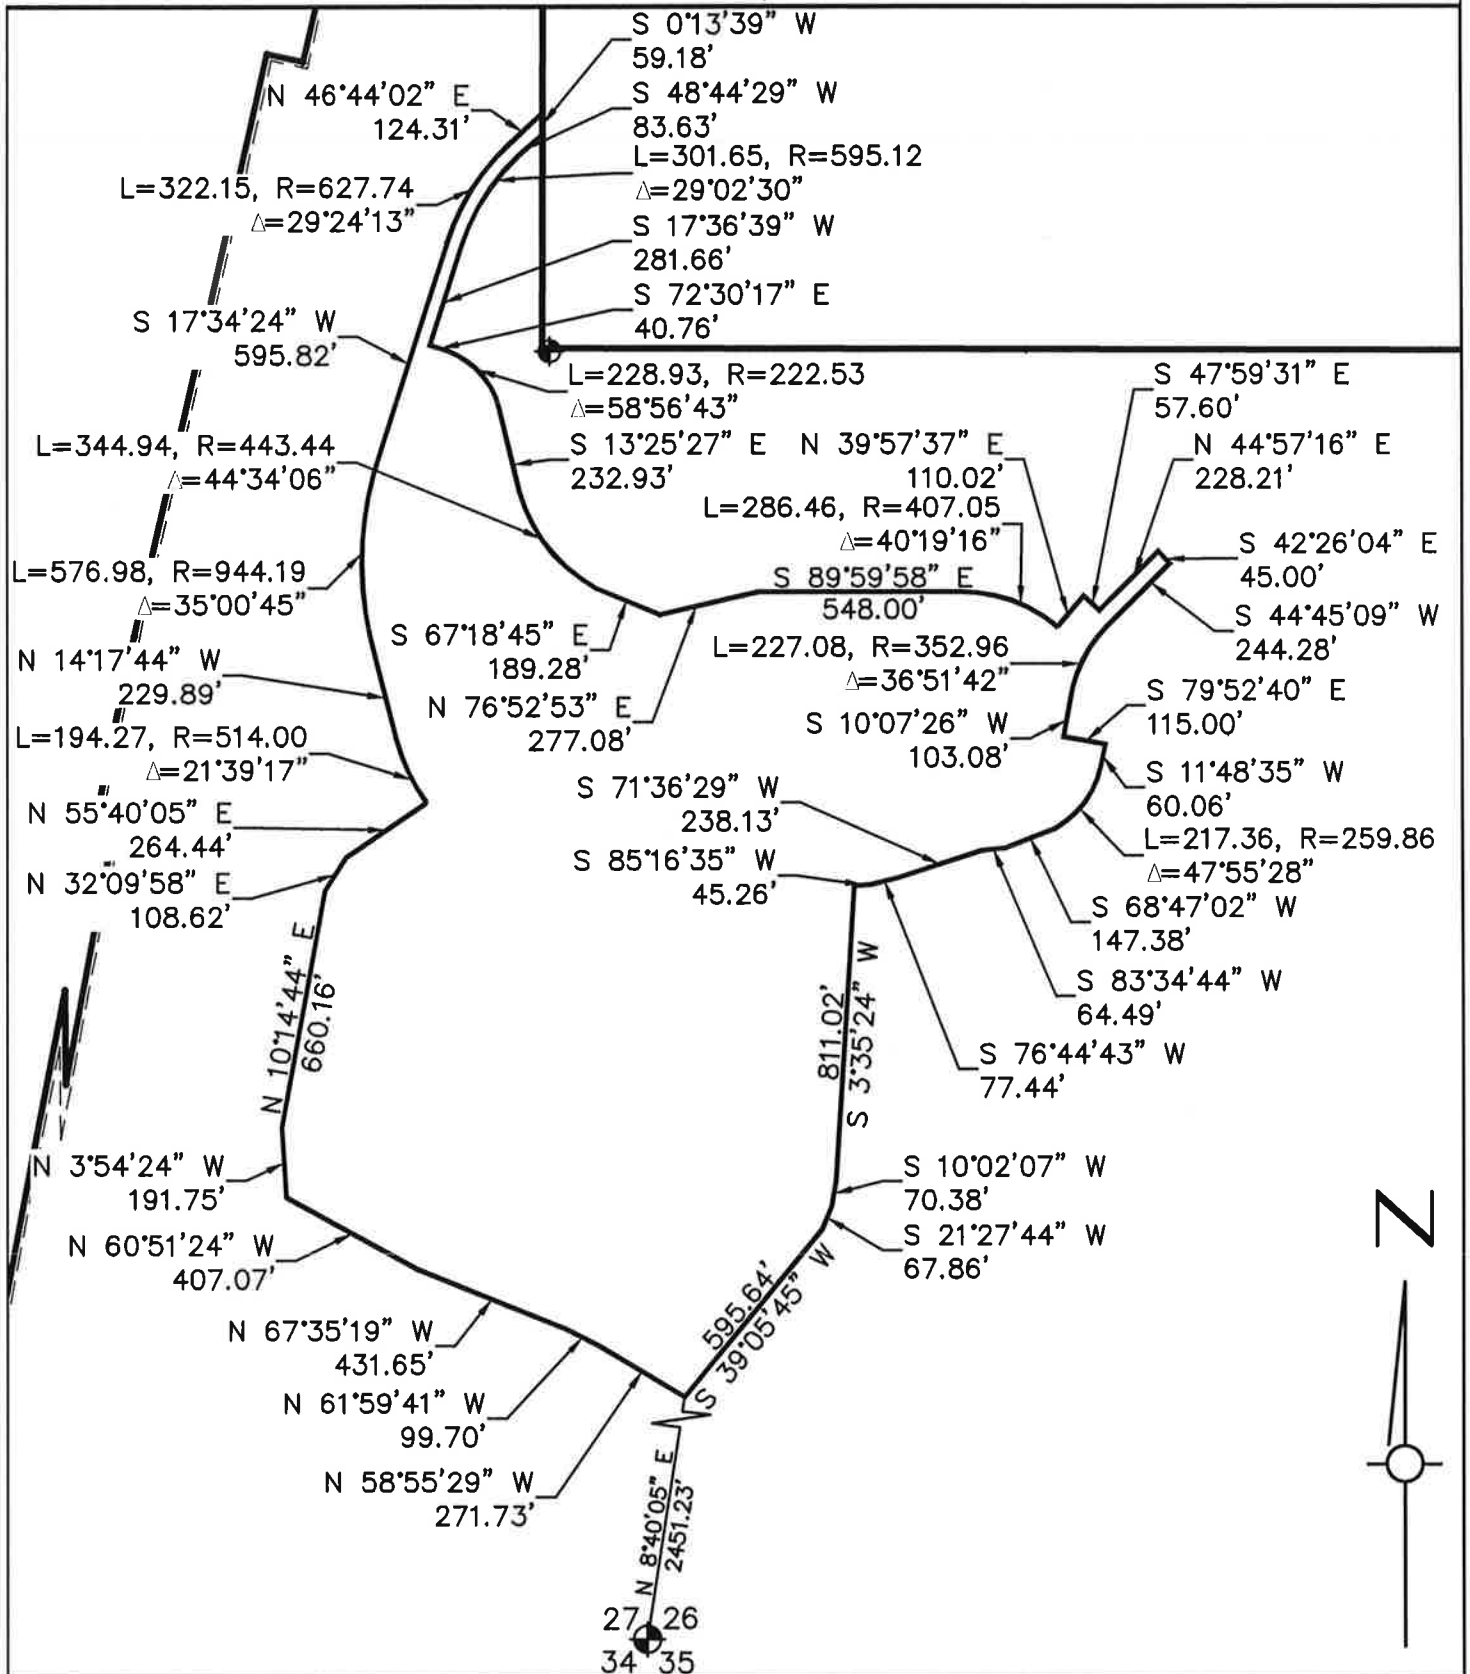 S 0°13'39" W
59.18'
N 46°44'02" E
124.31'
S 48°44'29" W
83.63'
L=301.65, R=595.12
Δ=29°02'30"
L=322.15, R=627.74
Δ=29°24'13"
S 17°36'39" W
281.66'
S 72°30'17" E
40.76'
S 17°34'24" W
595.82'
L=228.93, R=222.53
Δ=58°56'43"
S 47°59'31" E
57.60'
L=344.94, R=443.44
Δ=44°34'06"
S 13°25'27" E
232.93'
N 39°57'37" E
110.02'
N 44°57'16" E
228.21'
L=286.46, R=407.05
Δ=40°19'16"
S 42°26'04" E
45.00'
L=576.98, R=944.19
Δ=35°00'45"
S 89°59'58" E
548.00'
S 44°45'09" W
244.28'
S 67°18'45" E
189.28'
L=227.08, R=352.96
Δ=36°51'42"
N 14°17'44" W
229.89'
N 76°52'53" E
277.08'
S 10°07'26" W
103.08'
S 79°52'40" E
115.00'
L=194.27, R=514.00
Δ=21°39'17"
S 11°48'35" W
60.06'
S 71°36'29" W
238.13'
N 55°40'05" E
264.44'
L=217.36, R=259.86
Δ=47°55'28"
S 85°16'35" W
45.26'
N 32°09'58" E
108.62'
S 68°47'02" W
147.38'
S 83°34'44" W
64.49'
N 10°14'44" E
660.16'
811.02'
S 3°35'24" W
S 76°44'43" W
77.44'
N 3°54'24" W
191.75'
S 10°02'07" W
70.38'
N 60°51'24" W
407.07'
S 21°27'44" W
67.86'
595.64'
S 39°05'45" W
N 67°35'19" W
431.65'
N 61°59'41" W
99.70'
N 58°55'29" W
271.73'
N 8°40'05" E
2451.23'
27 26
34 35
N